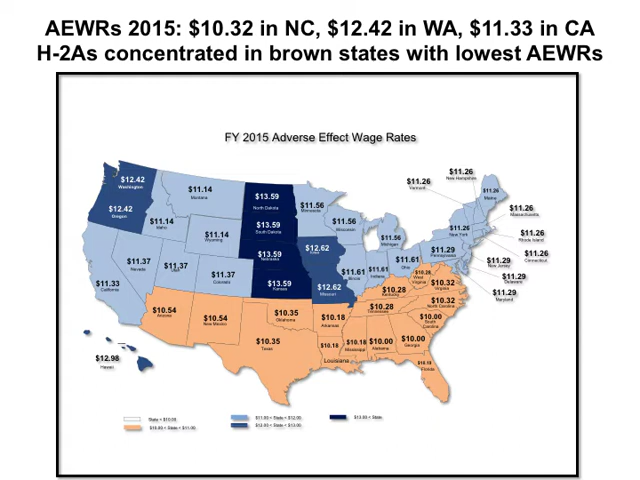 AEWRs 2015: $10.32 in NC, $12.42 in WA, $11.33 in CA
H-2As concentrated in brown states with lowest AEWRs
FY 2015 Adverse Effect Wage Rates
$12.42
Washington
$12.42
Oregon
$11.14
Montana
$11.14
Idaho
$11.14
Wyoming
$13.59
North Dakota
$13.59
South Dakota
$13.59
Nebraska
$13.59
Kansas
$11.56
Minnesota
$11.56
Wisconsin
$11.56
Michigan
$12.62
Iowa
$12.62
Missouri
$11.61
Illinois
$11.61
Indiana
$11.61
Ohio
$11.37
Nevada
$11.37
Utah
$11.37
Colorado
$11.33
California
$10.54
Arizona
$10.54
New Mexico
$10.35
Oklahoma
$10.35
Texas
$10.18
Arkansas
$10.18
Louisiana
$10.18
Mississippi
$10.00
Alabama
$10.00
Georgia
$10.00
South
Carolina
$10.32
North Carolina
$10.32
Virginia
$10.28
West
Virginia
$10.28
Kentucky
$10.28
Tennessee
Florida
$11.26
Vermont
$11.26
New Hampshire
$11.26
Maine
$11.26
Massachusetts
$11.26
Rhode Island
$11.26
Connecticut
$11.26
New York
$11.29
Pennsylvania
$11.29
New Jersey
$11.29
Delaware
$11.29
Maryland
$12.98
Hawaii